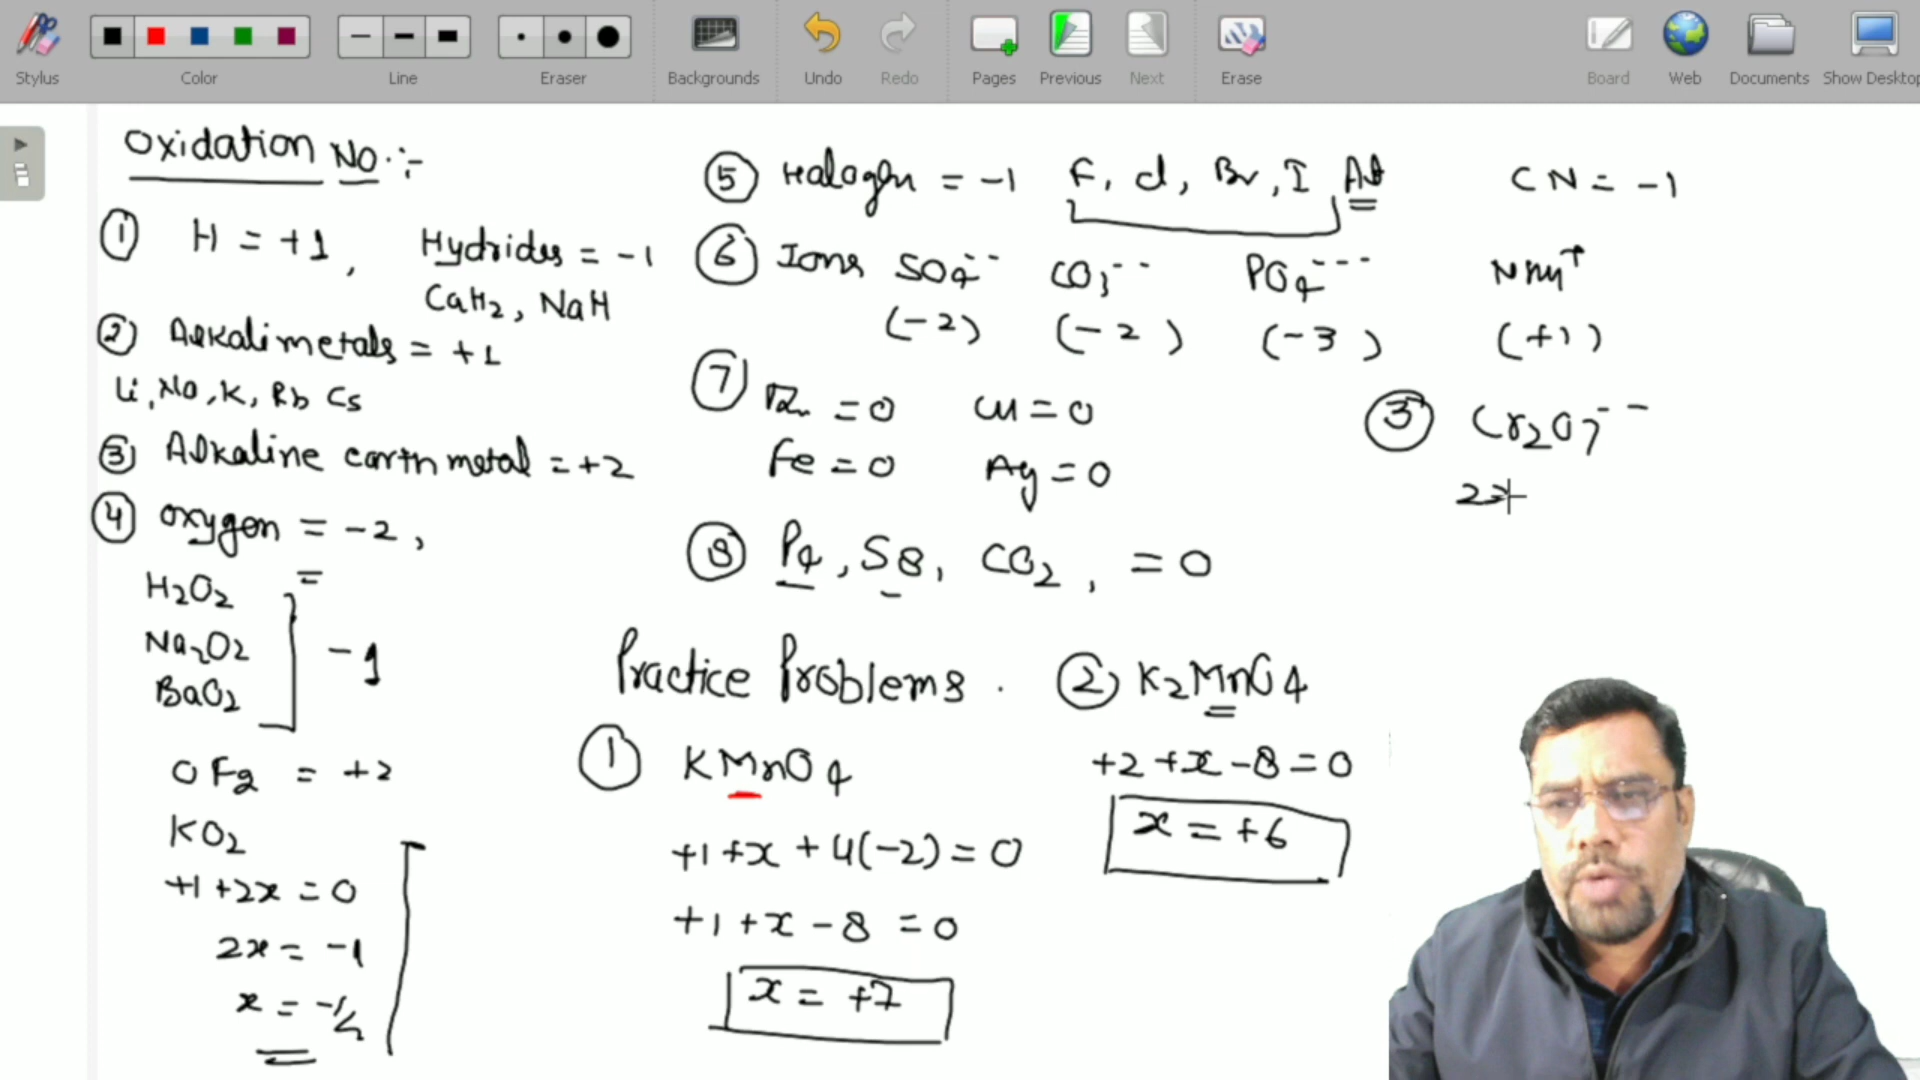 Stylus Color Line Eraser Backgrounds Undo Redo Pages Previous Next Erase Board Web Documents Show Desktop
Oxidation NO.:-
① H = +1, Hydrides = -1
CaH2, NaH
② Alkali metals = +1
Li, Na, K, Rb Cs
③ Alkaline earth metal = +2
④ oxygen = -2,
H2O2
Na2O2
BaO2
-1
OF2 = +2
KO2
+1 +2x = 0
2x = -1
x = -1/2
⑤ Halogen = -1 F, Cl, Br, I At CN = -1
⑥ Ions SO4-- CO3-- PO4--- NH4+
(-2) (-2) (-3) (+1)
⑦ Zn = 0 Cu = 0
Fe = 0 Ag = 0
⑧ P4, S8, CO2, = 0
Practice Problems.
① KMnO4
+1 +x +4(-2) = 0
+1 +x -8 = 0
x = +7
② K2MnO4
+2 +x -8 = 0
x = +6
③ Cr2O7--
2x